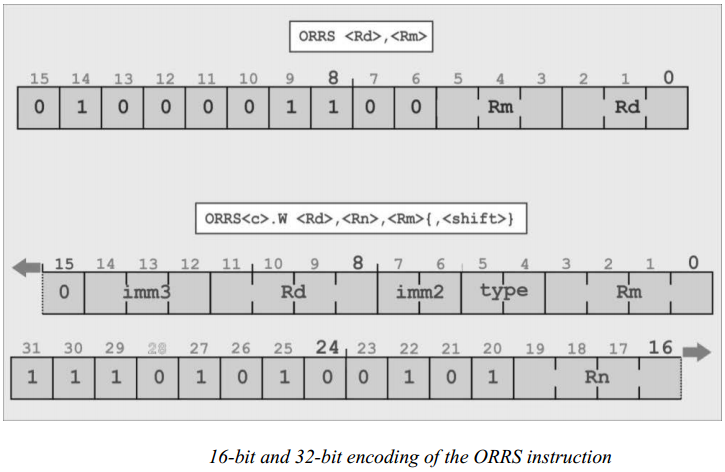 ORRS <Rd>,<Rm>
15 14 13 12 11 10 9 8 7 6 5 4 3 2 1 0
0 1 0 0 0 0 1 1 0 0 Rm Rd
ORRS<c>.W <Rd>,<Rn>,<Rm>{,<shift>}
15 14 13 12 11 10 9 8 7 6 5 4 3 2 1 0
0 imm3 Rd imm2 type Rm
31 30 29 28 27 26 25 24 23 22 21 20 19 18 17 16
1 1 1 0 1 0 1 0 0 1 0 1 Rn
16-bit and 32-bit encoding of the ORRS instruction